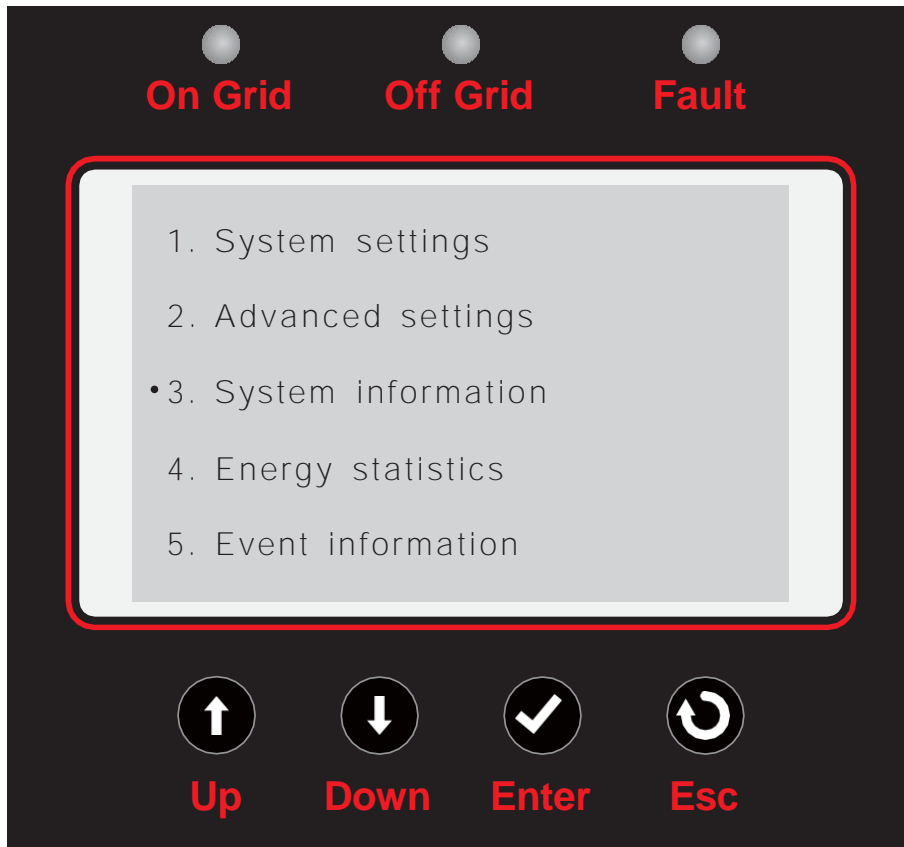 On Grid Off Grid Fault
1. System settings
2. Advanced settings
•3. System information
4. Energy statistics
5. Event information
Up Down Enter Esc